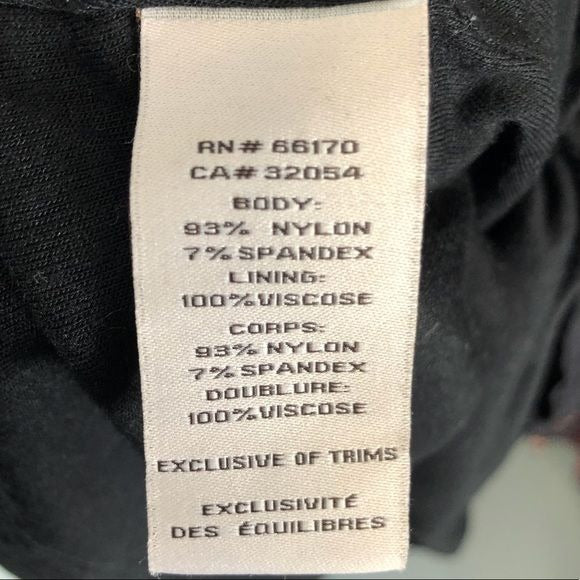 RN# 66170
CA# 32054
BODY:
93% NYLON
7% SPANDEX
LINING:
100% VISCOSE
CORPS:
93% NYLON
7% SPANDEX
DOUBLURE:
100% VISCOSE
EXCLUSIVE OF TRIMS
EXCLUSIVITÉ
DES ÉQUILIBRES